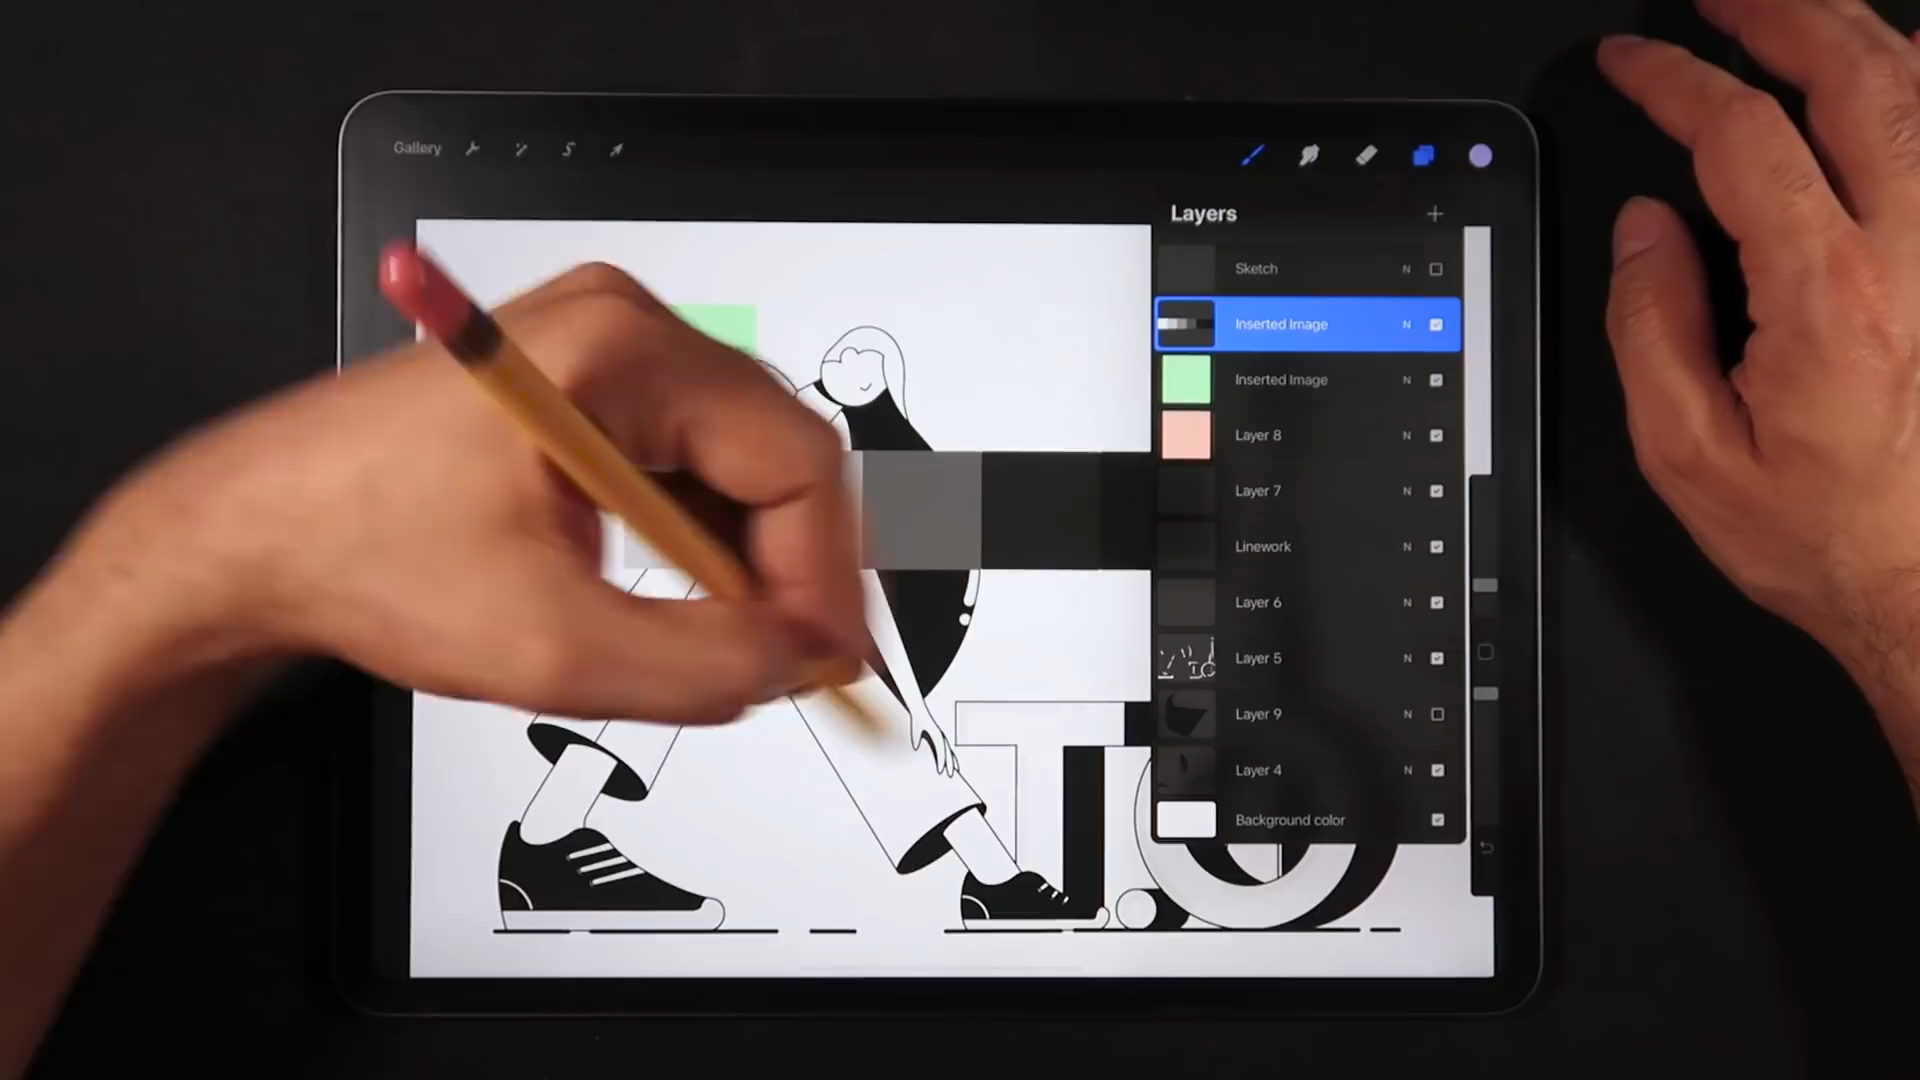 Gallery
Layers
Sketch N
Inserted Image N
Inserted Image N
Layer 8 N
Layer 7 N
Linework N
Layer 6 N
Layer 5 N
Layer 9 N
Layer 4 N
Background color